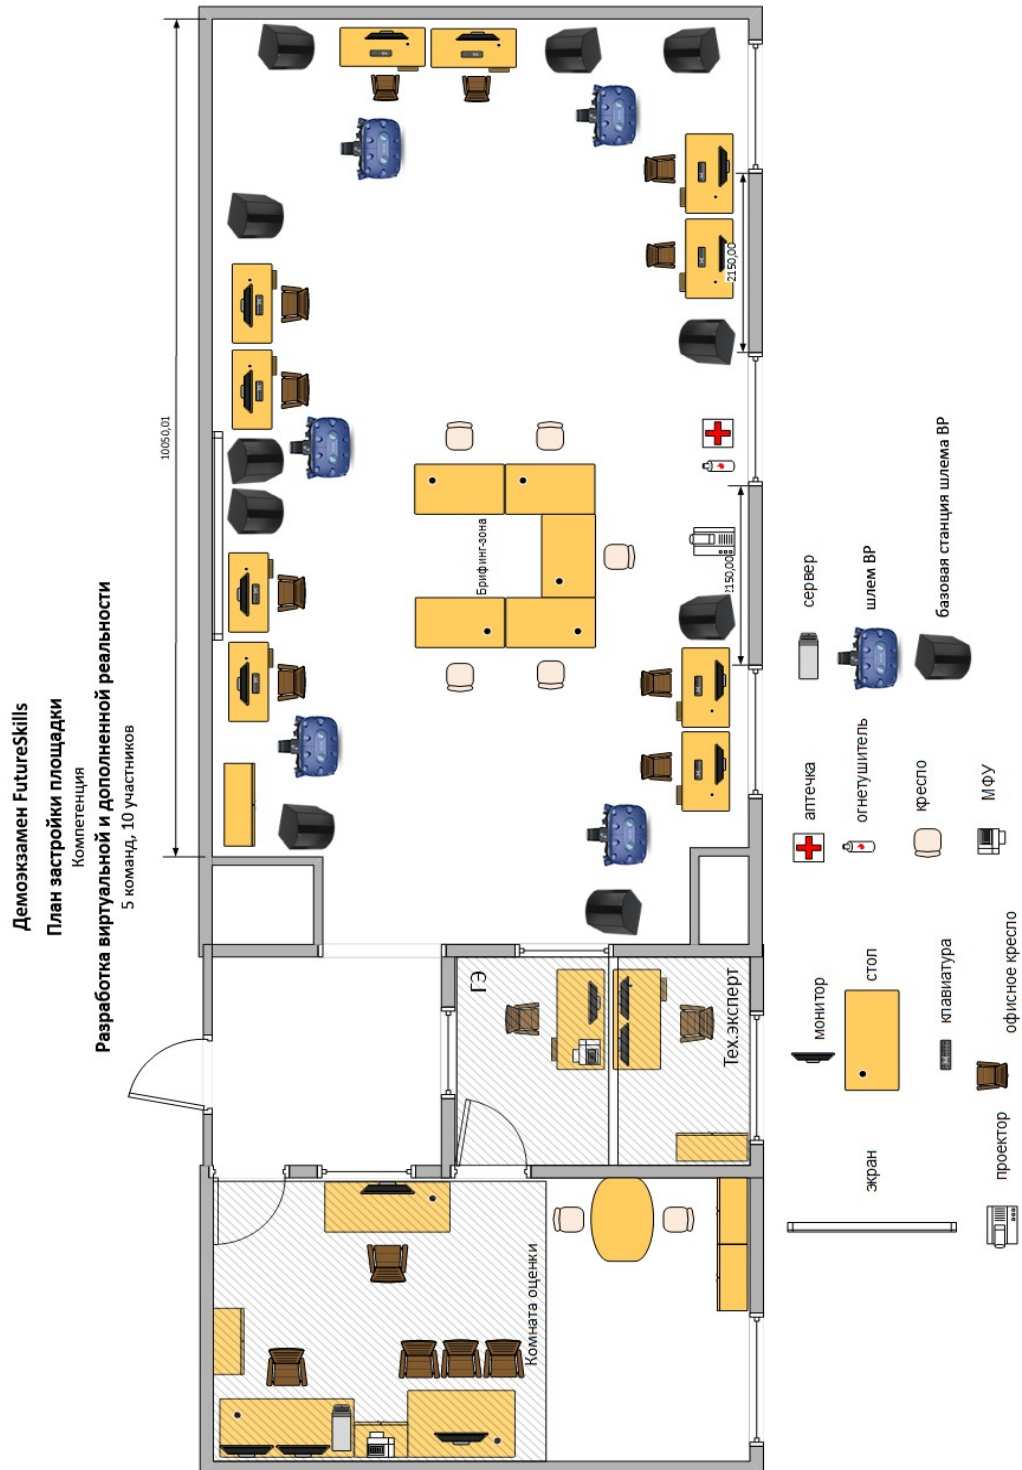 Демоэкзамен FutureSkills
План застройки площадки
Компетенция
Разработка виртуальной и дополненной реальности
5 команд, 10 участников
10050,01
2150,00
2150,00
Брифинг-зона
ГЭ
Тех.эксперт
Комната оценки
экран
проектор
монитор
стол
клавиатура
офисное кресло
аптечка
огнетушитель
кресло
МФУ
сервер
шлем ВР
базовая станция шлема ВР